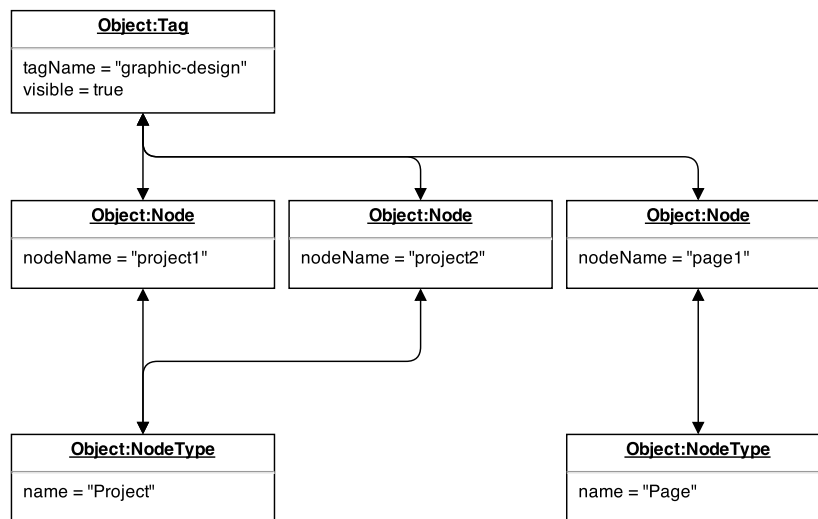 Object:Tag
tagName = "graphic-design"
visible = true
Object:Node
nodeName = "project1"
Object:Node
nodeName = "project2"
Object:Node
nodeName = "page1"
Object:NodeType
name = "Project"
Object:NodeType
name = "Page"